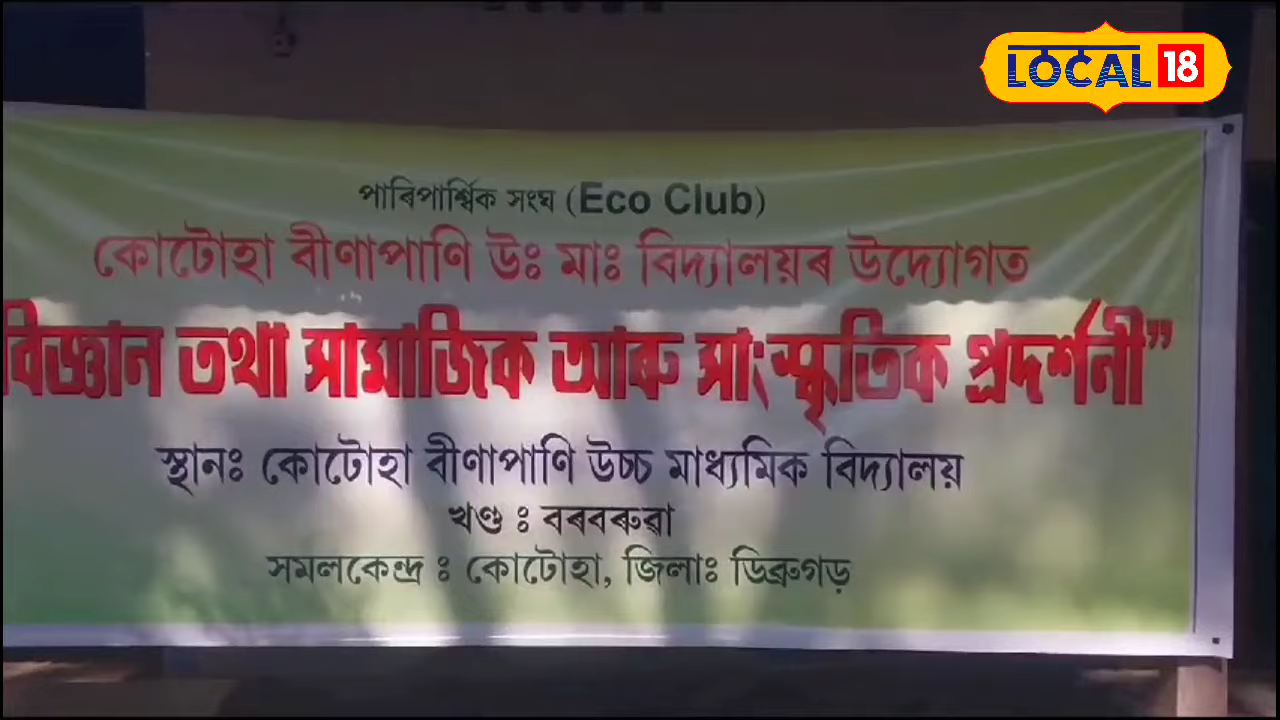 LOCAL 18
পাৰিপাৰ্শ্বিক সংঘ (Eco Club)
কোটোহা বীণাপাণি উঃ মাঃ বিদ্যালয়ৰ উদ্যোগত
বিজ্ঞান তথা সামাজিক আৰু সাংস্কৃতিক প্ৰদৰ্শনী”
স্থানঃ কোটোহা বীণাপাণি উচ্চ মাধ্যমিক বিদ্যালয়
খণ্ড ঃ বৰবৰুৱা
সমলকেন্দ্ৰ ঃ কোটোহা, জিলাঃ ডিব্ৰুগড়